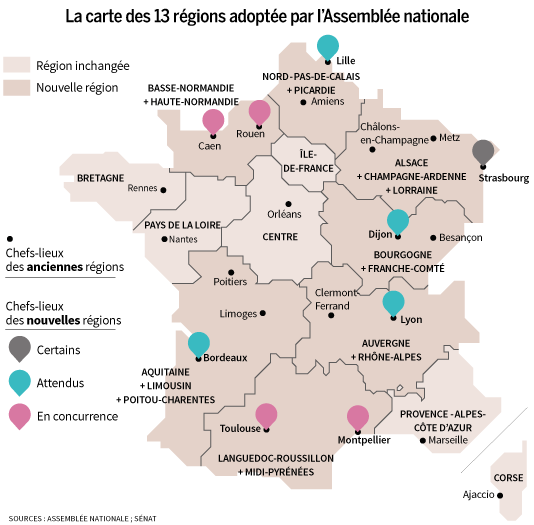 La carte des 13 régions adoptée par l'Assemblée nationale
Région inchangée
Nouvelle région
Lille
NORD-PAS-DE-CALAIS
+ PICARDIE
Amiens
BASSE-NORMANDIE
+ HAUTE-NORMANDIE
Rouen
Caen
Châlons-
en-Champagne
Metz
ÎLE-
DE-FRANCE
ALSACE
+ CHAMPAGNE-ARDENNE
+ LORRAINE
Strasbourg
BRETAGNE
Rennes
Orléans
PAYS DE LA LOIRE
Nantes
CENTRE
Dijon
Besançon
BOURGOGNE
+ FRANCHE-COMTÉ
Chefs-lieux
des anciennes régions
Poitiers
Clermont-
Ferrand
Limoges
Lyon
Chefs-lieux
des nouvelles régions
Certains
Attendus
En concurrence
AUVERGNE
+ RHÔNE-ALPES
Bordeaux
AQUITAINE
+ LIMOUSIN
+ POITOU-CHARENTES
Toulouse
Montpellier
PROVENCE-ALPES-
CÔTE D'AZUR
Marseille
LANGUEDOC-ROUSSILLON
+ MIDI-PYRÉNÉES
CORSE
Ajaccio
SOURCES : ASSEMBLÉE NATIONALE ; SÉNAT